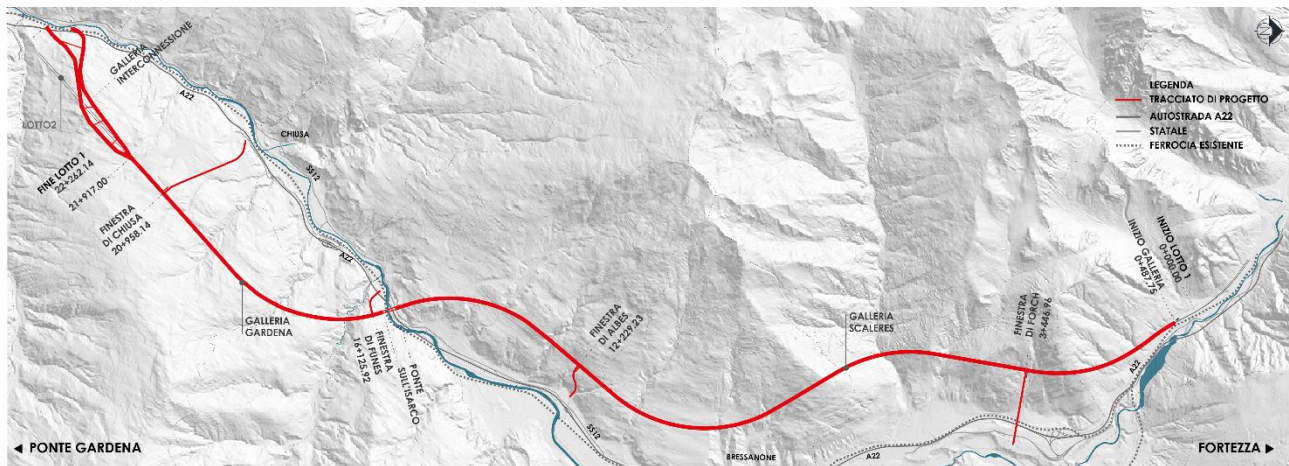 GALLERIA
INTERCONNESSIONE
A22
LOTTO2
CHIUSA
SS12
FINE LOTTO 1
22+262.14
21+917.00
FINESTRA
DI CHIUSA
20+958.14
A22
GALLERIA
GARDENA
FINESTRA
DI FUNES
16+125.92
PONTE
SULL'ISARCO
FINESTRA
DI ALBES
12+229.23
SS12
GALLERIA
SCALERES
FINESTRA
DI FORCH
3+446.96
INIZIO GALLERIA
0+487.75
INIZIO LOTTO 1
0+000.00
A22
LEGENDA
TRACCIATO DI PROGETTO
AUTOSTRADA A22
STATALE
FERROCIA ESISTENTE
◄ PONTE GARDENA
BRESSANONE
A22
FORTEZZA ►